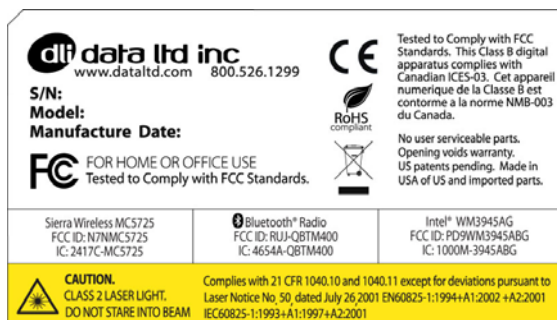 dli data ltd inc
www.dataltd.com 800.526.1299
S/N:
Model:
Manufacture Date:
FC FOR HOME OR OFFICE USE
Tested to Comply with FCC Standards.
CE
RoHS
compliant
Tested to Comply with FCC
Standards. This Class B digital
apparatus complies with
Canadian ICES-03. Cet appareil
numerique de la Classe B est
contorme a la norme NMB-003
du Canada.
No user serviceable parts.
Opening voids warranty.
US patents pending. Made in
USA of US and imported parts.
Sierra Wireless MC5725
FCC ID: N7NMC5725
IC: 2417C-MC5725
Bluetooth® Radio
FCC ID: RUJ-QBTM400
IC: 4654A-QBTM400
Intel® WM3945AG
FCC ID: PD9WM3945ABG
IC: 1000M-3945ABG
CAUTION.
CLASS 2 LASER LIGHT.
DO NOT STARE INTO BEAM
Complies with 21 CFR 1040.10 and 1040.11 except for deviations pursuant to
Laser Notice No, 50, dated July 26,2001 EN60825-1:1994+A1:2002 +A2:2001
IEC60825-1:1993+A1:1997+A2:2001